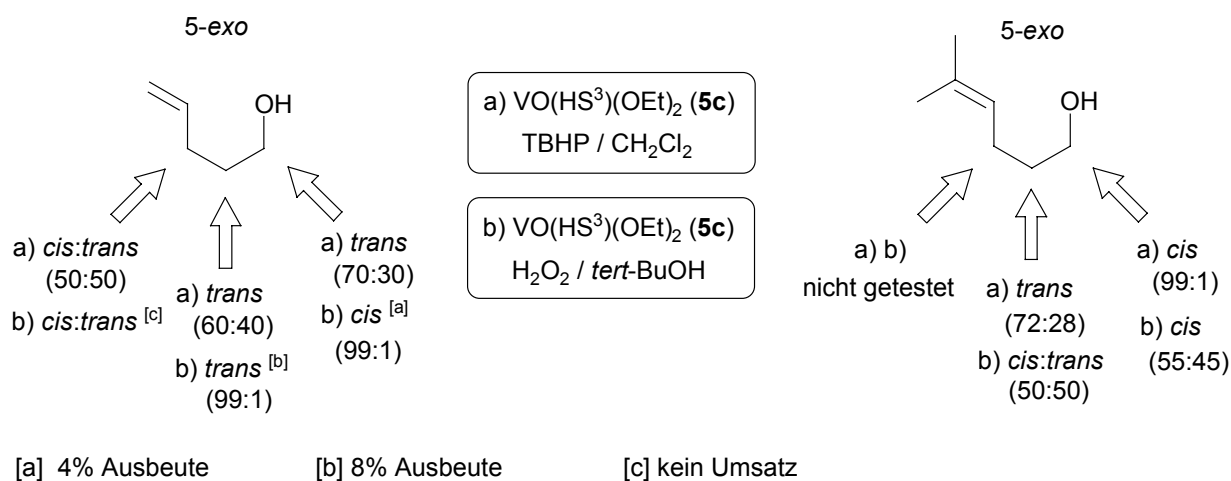 5-exo
OH
a) cis:trans
(50:50)
b) cis:trans [c]
a) trans
(60:40)
b) trans [b]
(99:1)
a) trans
(70:30)
b) cis [a]
(99:1)
a) VO(HS³)(OEt)₂ (5c)
TBHP / CH₂Cl₂
b) VO(HS³)(OEt)₂ (5c)
H₂O₂ / tert-BuOH
5-exo
OH
a) b)
nicht getestet
a) trans
(72:28)
b) cis:trans
(50:50)
a) cis
(99:1)
b) cis
(55:45)
[a] 4% Ausbeute [b] 8% Ausbeute [c] kein Umsatz